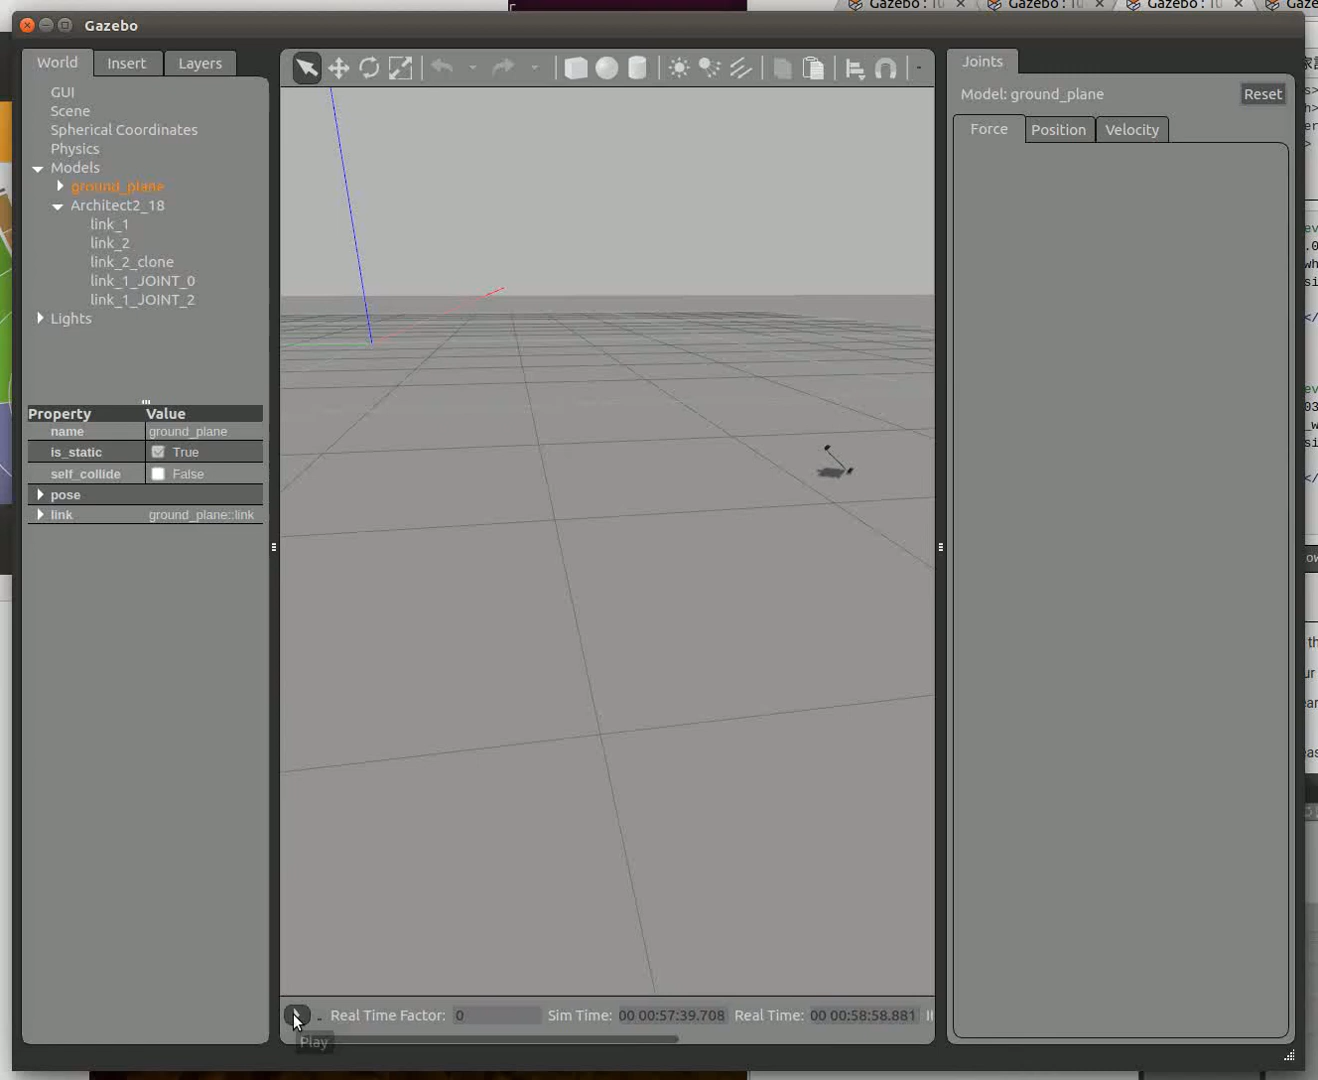 Gazebo : Tu
Gazebo : Tu
Gazebo : Tu
Gaze
Gazebo
World
Insert
Layers
GUI
Scene
Spherical Coordinates
Physics
Models
ground_plane
Architect2_18
link_1
link_2
link_2_clone
link_1_JOINT_0
link_1_JOINT_2
Lights
Property Value
name ground_plane
is_static True
self_collide False
pose
link ground_plane::link
Real Time Factor: 0 Sim Time: 00 00:57:39.708 Real Time: 00 00:58:58.881
Play
Joints
Model: ground_plane Reset
Force Position Velocity